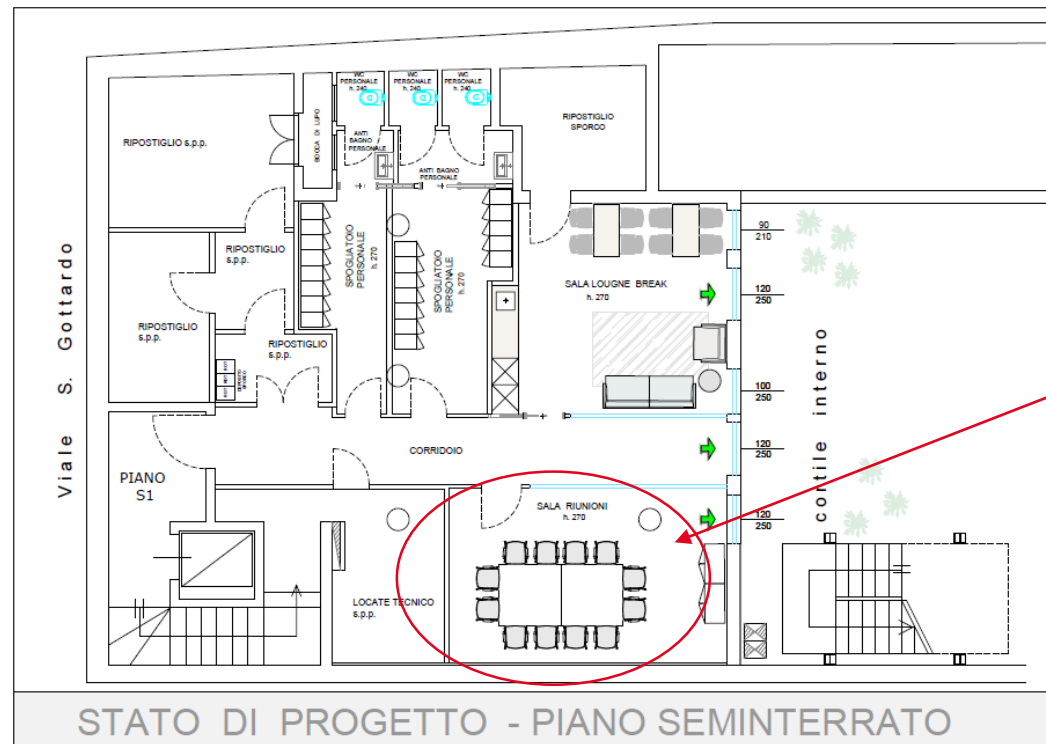 WC
PERSONALE
h. 240
WC
PERSONALE
h. 240
WC
PERSONALE
h. 240
RIPOSTIGLIO s.p.p.
BOCCA DI LUPO
ANTI
BAGNO
PERSONALE
ANTI BAGNO
PERSONALE
RIPOSTIGLIO
SPORCO
90
210
RIPOSTIGLIO
s.p.p.
SPOGLIATOIO
PERSONALE
h. 270
SPOGLIATOIO
PERSONALE
h. 270
SALA LOUGNE BREAK
h. 270
120
250
Viale S. Gottardo
RIPOSTIGLIO
s.p.p.
RIPOSTIGLIO
s.p.p.
100
250
cortile interno
CORRIDOIO
120
250
PIANO
S1
SALA RIUNIONI
h. 270
120
250
LOCATE TECNICO
s.p.p.
STATO DI PROGETTO - PIANO SEMINTERRATO